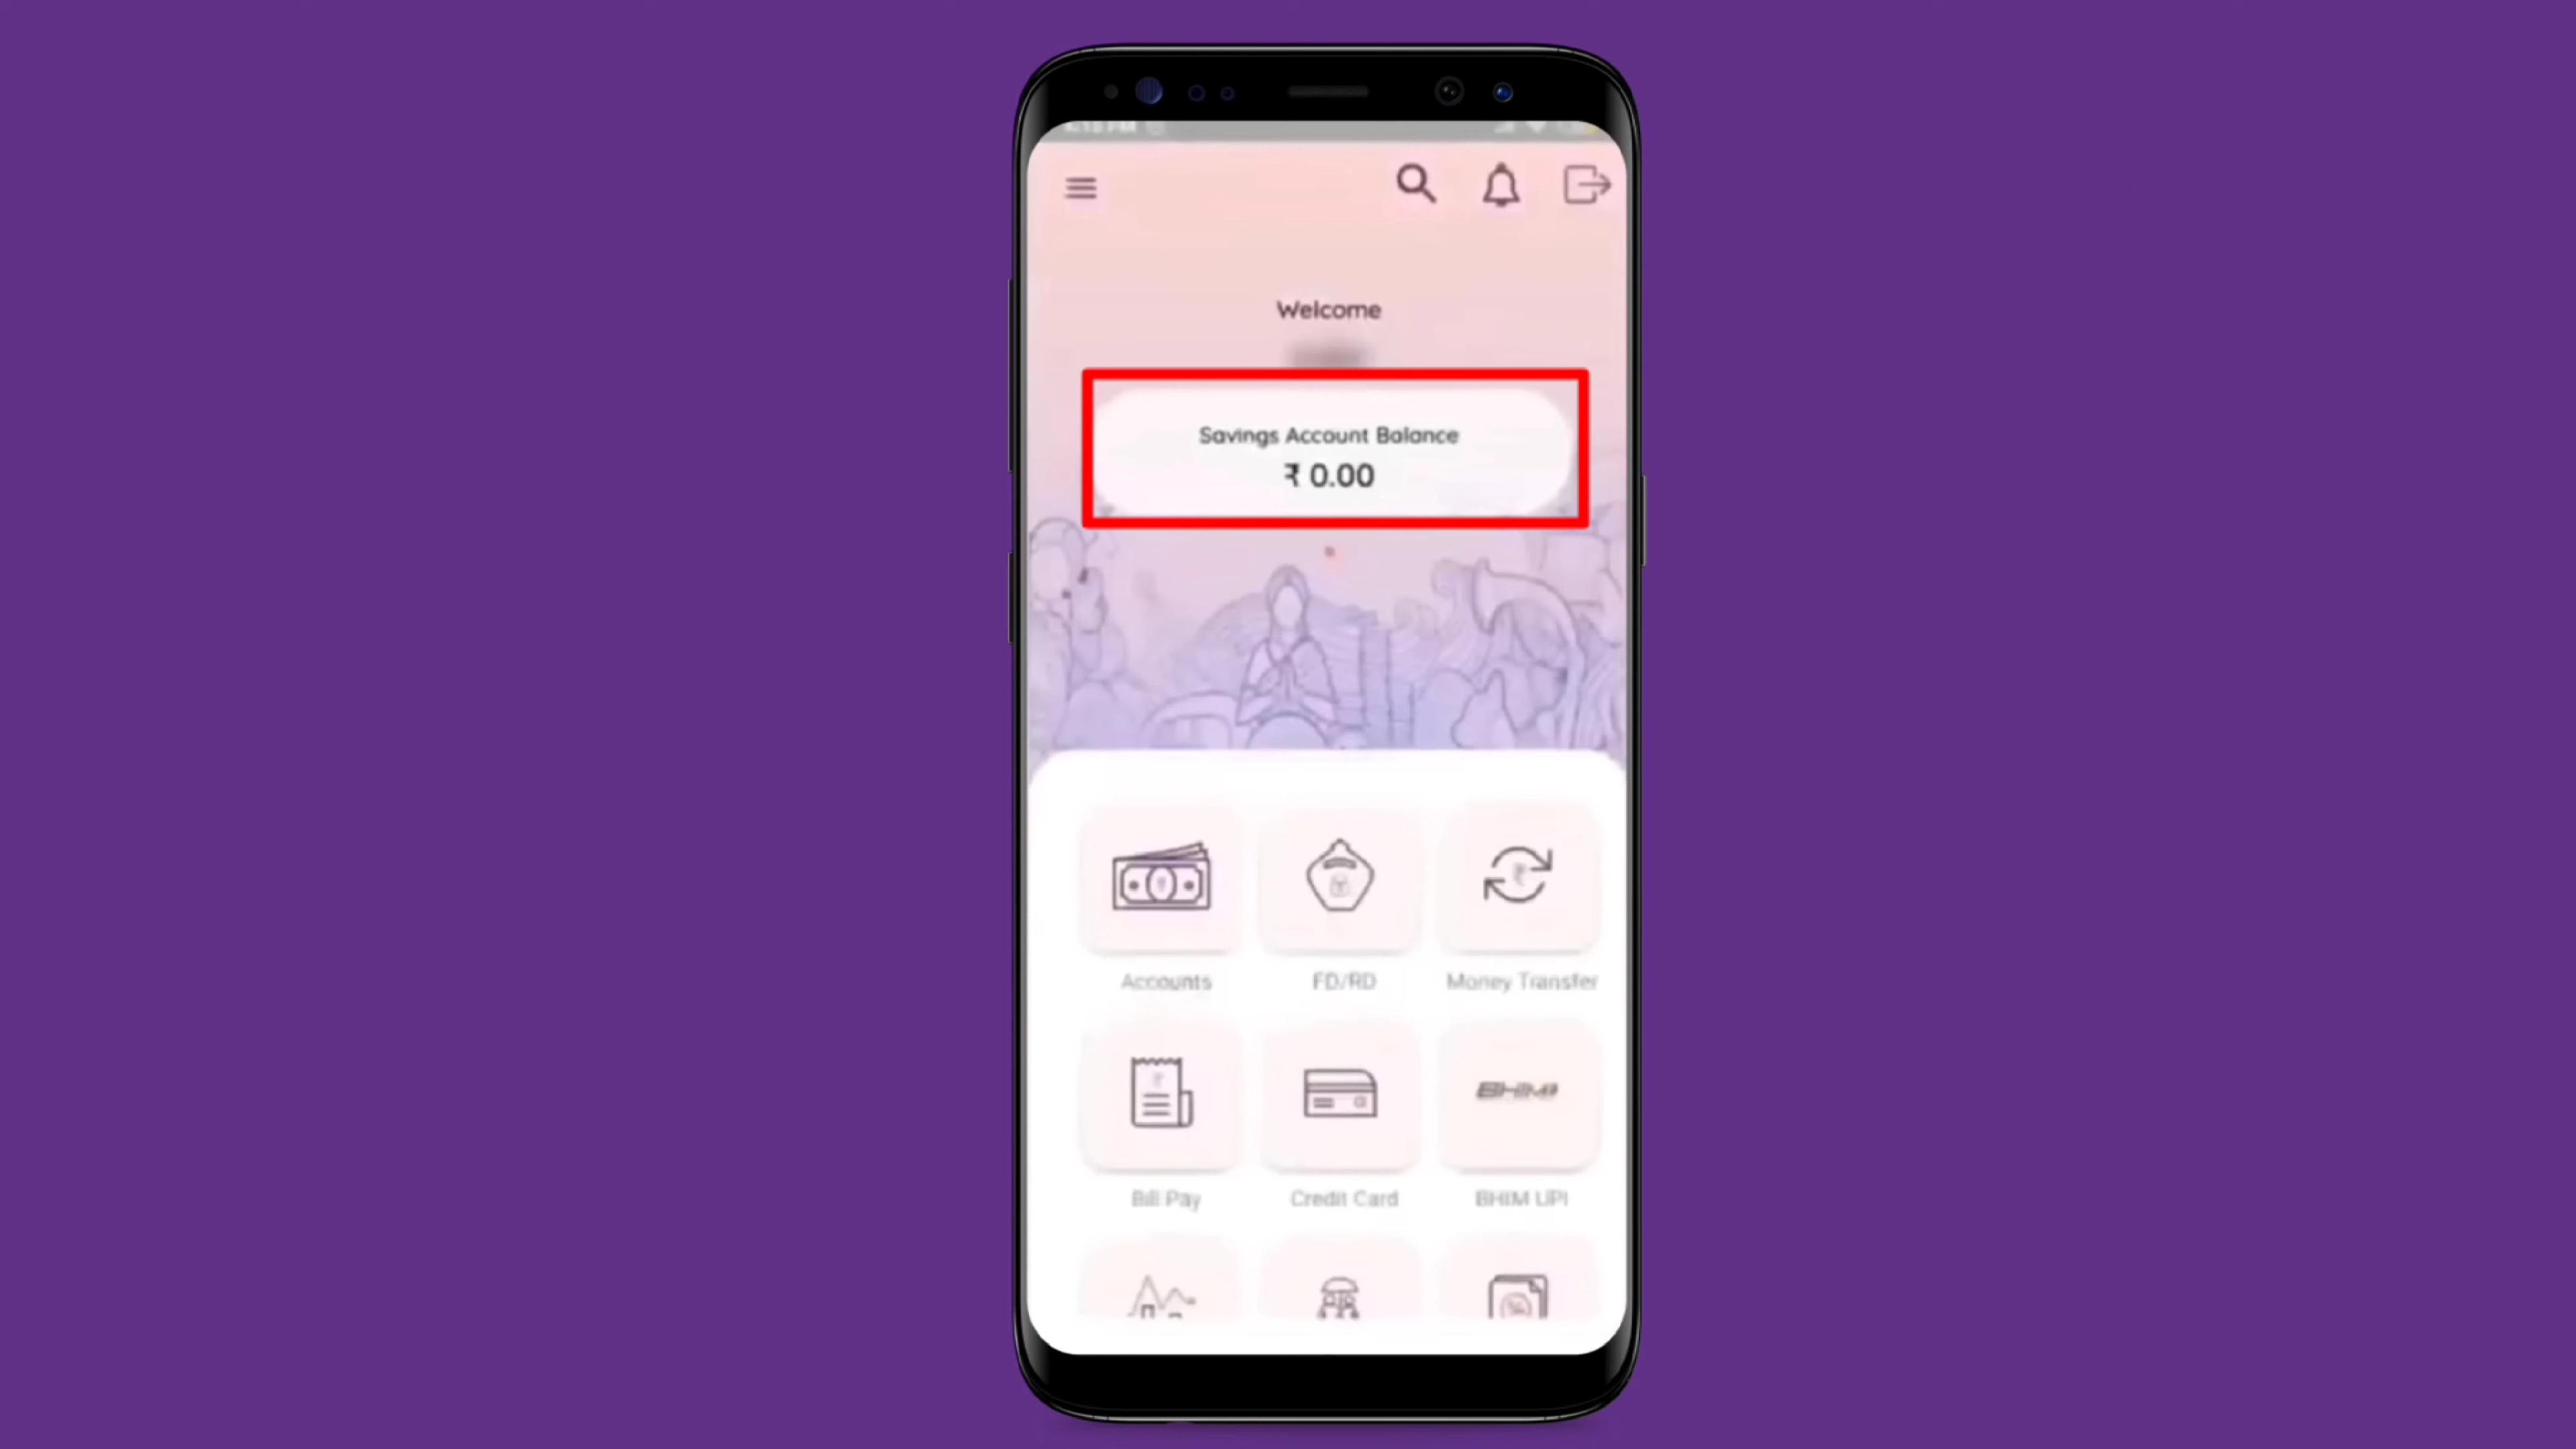 Welcome
Savings Account Balance
₹ 0.00
Accounts
FD/RD
Money Transfer
BHIM
Bill Pay
Credit Card
BHIM UPI